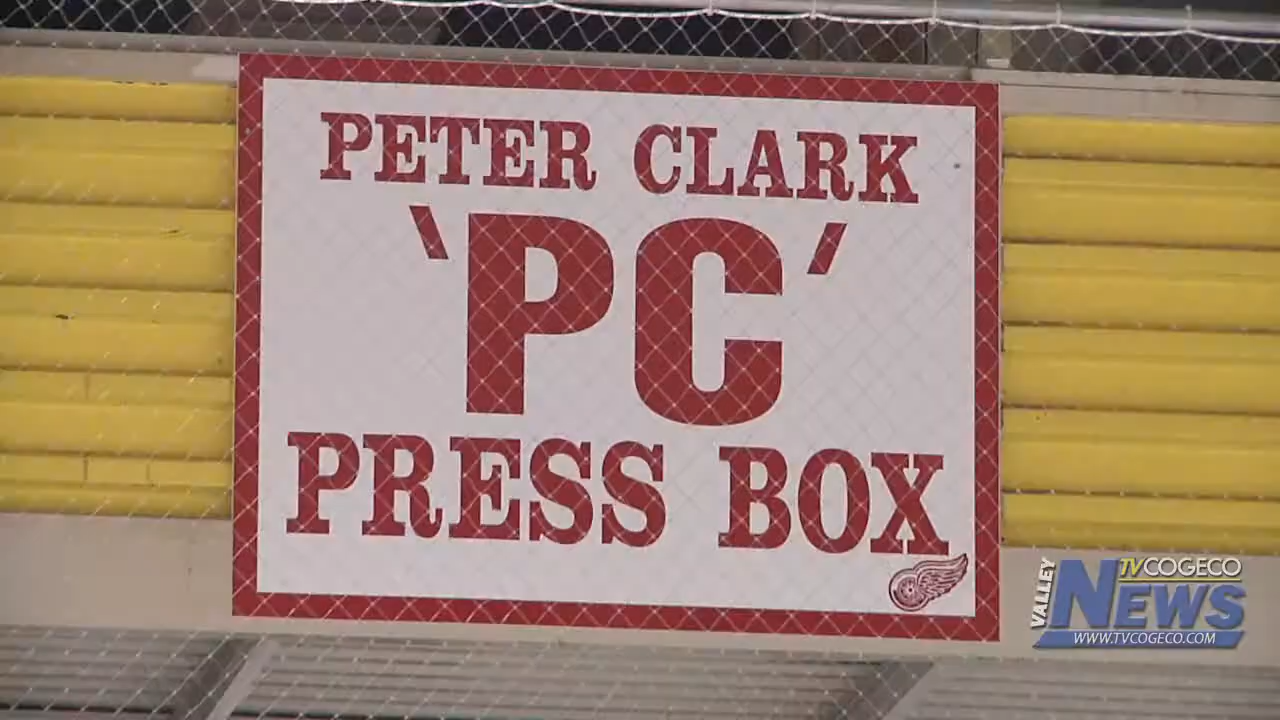 PETER CLARK
'PC'
PRESS BOX
VALLEY
TVCOGECO
NEWS
WWW.TVCOGECO.COM